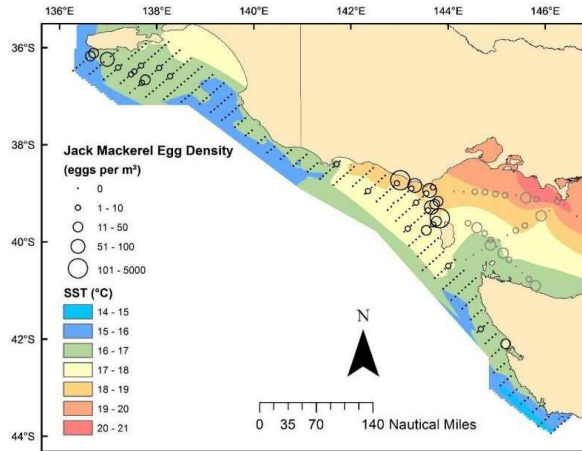 136°E 138°E 140°E 142°E 144°E 146°E
36°S
38°S
40°S
42°S
44°S
Jack Mackerel Egg Density
(eggs per m²)
0
1 - 10
11 - 50
51 - 100
101 - 5000
SST (°C)
14 - 15
15 - 16
16 - 17
17 - 18
18 - 19
19 - 20
20 - 21
N
0 35 70 140 Nautical Miles